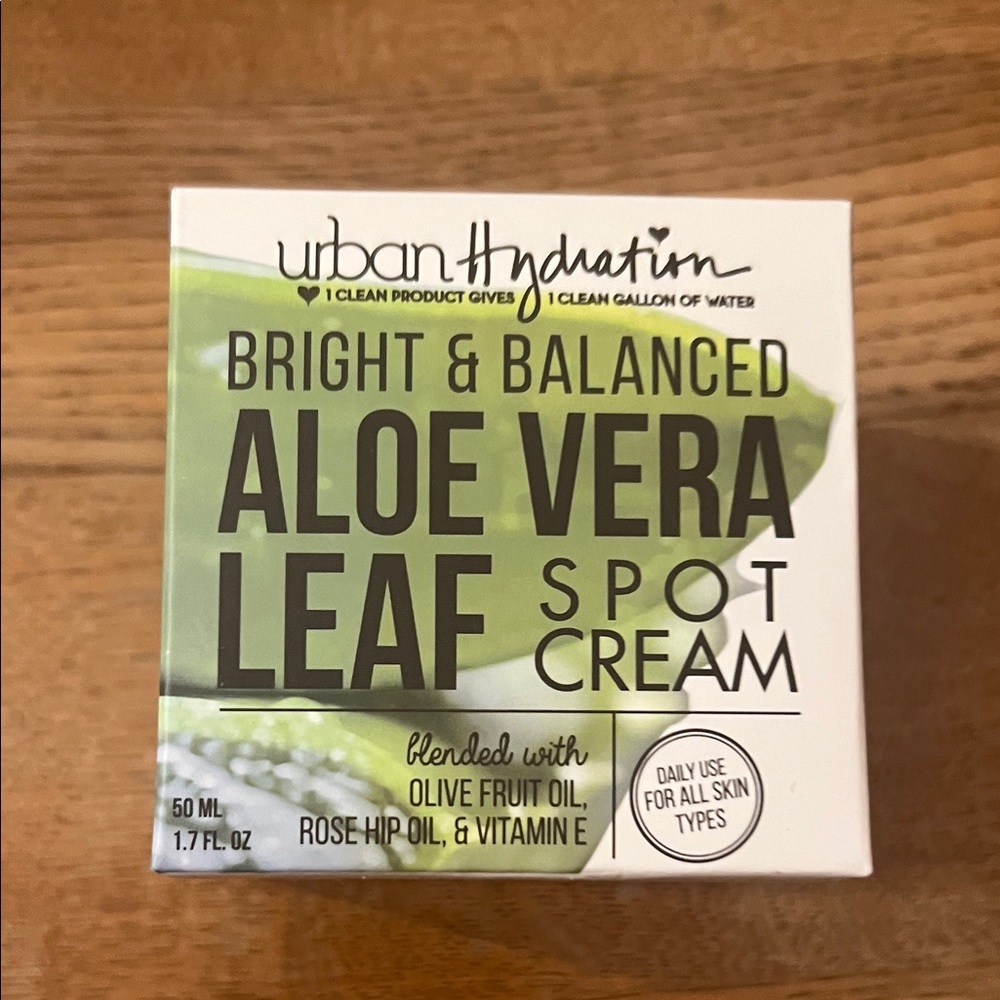 urban Hydration
1 CLEAN PRODUCT GIVES 1 CLEAN GALLON OF WATER
BRIGHT & BALANCED
ALOE VERA
LEAF SPOT
CREAM
blended with
OLIVE FRUIT OIL,
ROSE HIP OIL, & VITAMIN E
50 ML
1.7 FL. OZ
DAILY USE
FOR ALL SKIN
TYPES